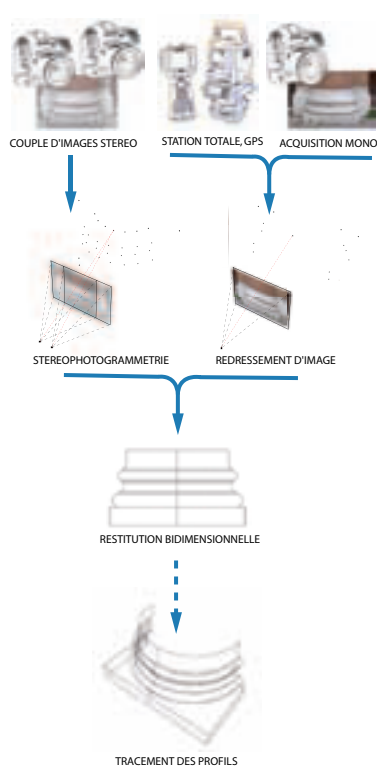 COUPLE D'IMAGES STEREO
STATION TOTALE, GPS
ACQUISITION MONO
STEREOPHOTOGRAMMETRIE
REDRESSEMENT D'IMAGE
RESTITUTION BIDIMENSIONNELLE
TRACEMENT DES PROFILS